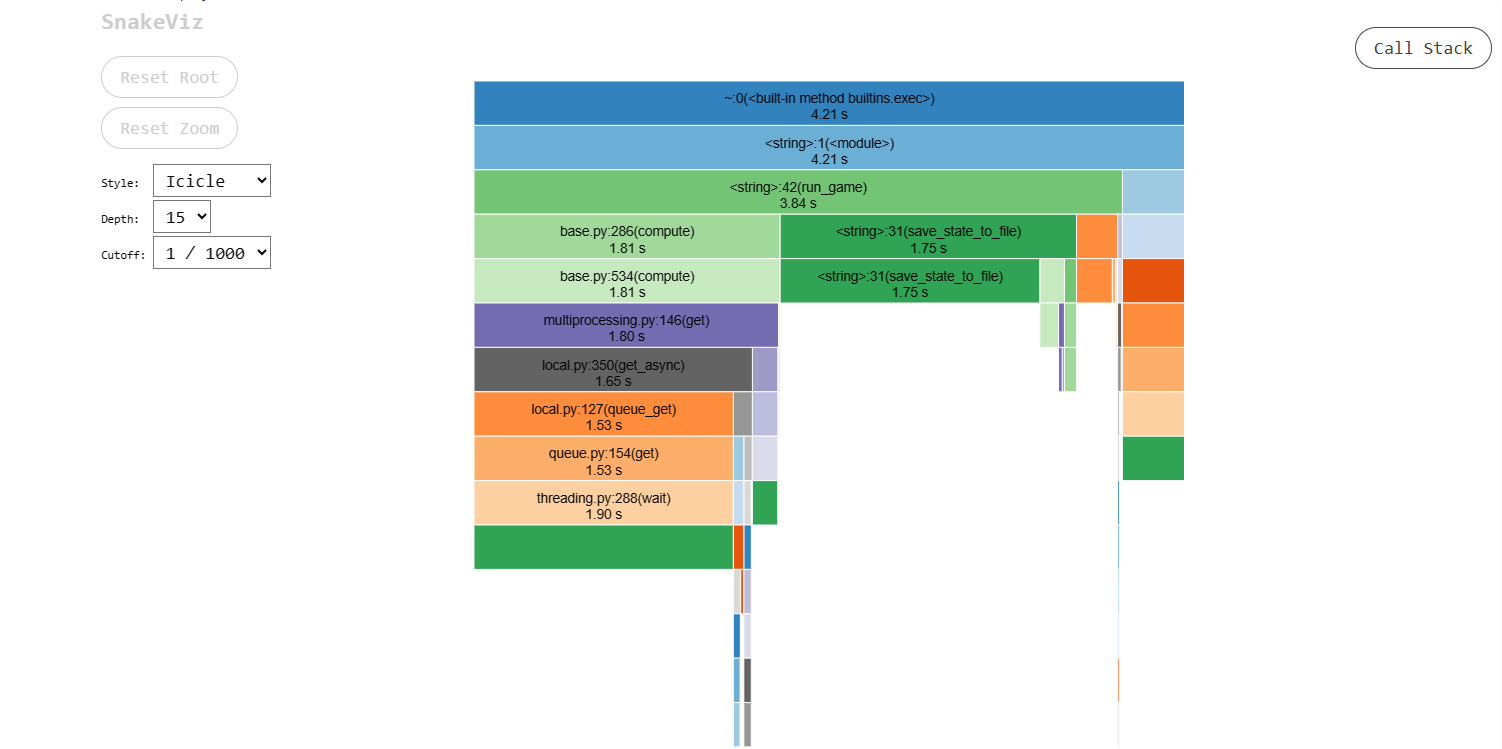 SnakeViz
Call Stack
Reset Root
Reset Zoom
Style: Icicle
Depth: 15
Cutoff: 1 / 1000
~:0(<built-in method builtins.exec>)
4.21 s
<string>:1(<module>)
4.21 s
<string>:42(run_game)
3.84 s
base.py:286(compute)
1.81 s
<string>:31(save_state_to_file)
1.75 s
base.py:534(compute)
1.81 s
<string>:31(save_state_to_file)
1.75 s
multiprocessing.py:146(get)
1.80 s
local.py:350(get_async)
1.65 s
local.py:127(queue_get)
1.53 s
queue.py:154(get)
1.53 s
threading.py:288(wait)
1.90 s